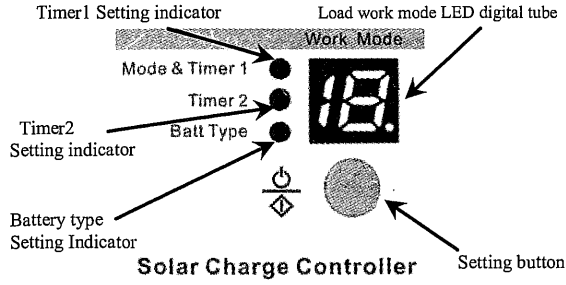 Timer1 Setting indicator
Load work mode LED digital tube
Work Mode
Mode & Timer 1
Timer 2
Batt Type
18.
Timer2
Setting indicator
Battery type
Setting Indicator
Setting button
Solar Charge Controller